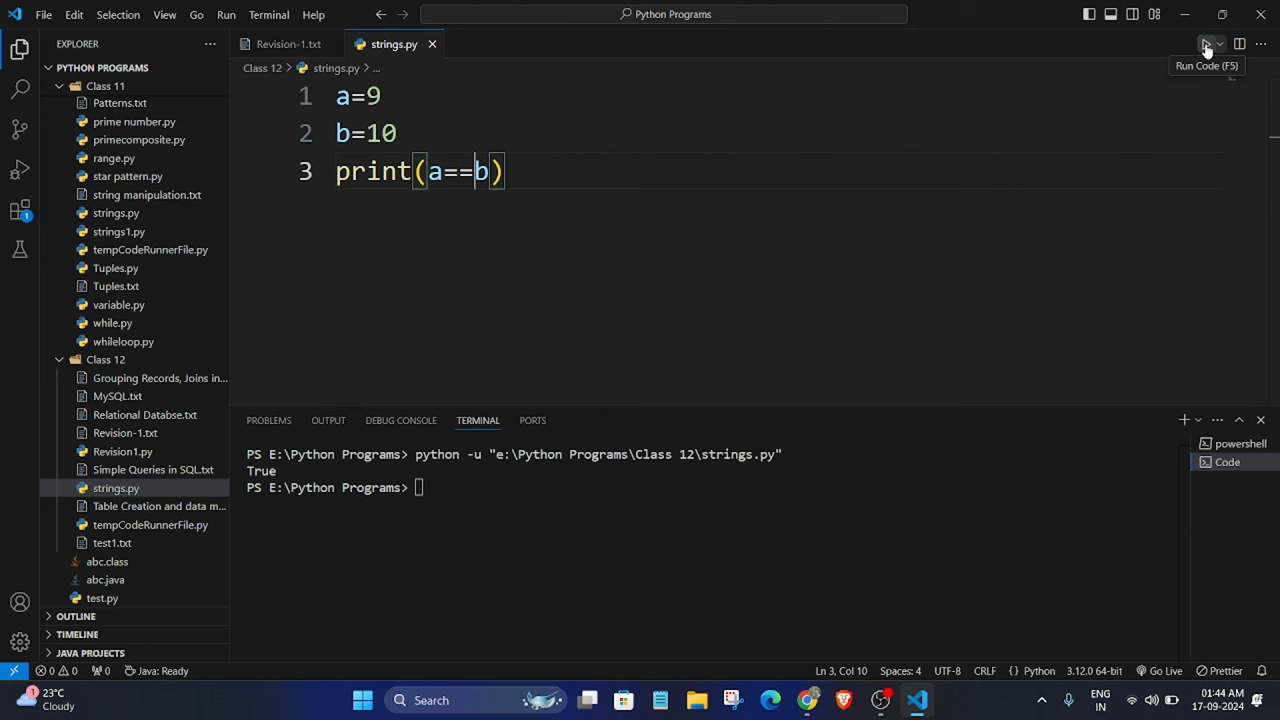 File Edit Selection View Go Run Terminal Help
Python Programs
EXPLORER
Revision-1.txt
strings.py
Run Code (F5)
PYTHON PROGRAMS
Class 12 > strings.py > ...
Class 11
Patterns.txt
prime number.py
primecomposite.py
range.py
star pattern.py
string manipulation.txt
strings.py
strings1.py
tempCodeRunnerFile.py
Tuples.py
Tuples.txt
variable.py
while.py
whileloop.py
Class 12
Grouping Records, Joins in...
MySQL.txt
Relational Databse.txt
Revision-1.txt
Revision1.py
Simple Queries in SQL.txt
strings.py
Table Creation and data m...
tempCodeRunnerFile.py
test1.txt
abc.class
abc.java
test.py
OUTLINE
TIMELINE
JAVA PROJECTS
1
1 a=9
2 b=10
3 print(a==b)
PROBLEMS OUTPUT DEBUG CONSOLE TERMINAL PORTS
PS E:\Python Programs> python -u "e:\Python Programs\Class 12\strings.py"
True
PS E:\Python Programs>
powershell
Code
0 0 0 Java: Ready
Ln 3, Col 10 Spaces: 4 UTF-8 CRLF { } Python 3.12.0 64-bit Go Live Prettier
1
23°C
Cloudy
Search
ENG
IN
01:44 AM
17-09-2024